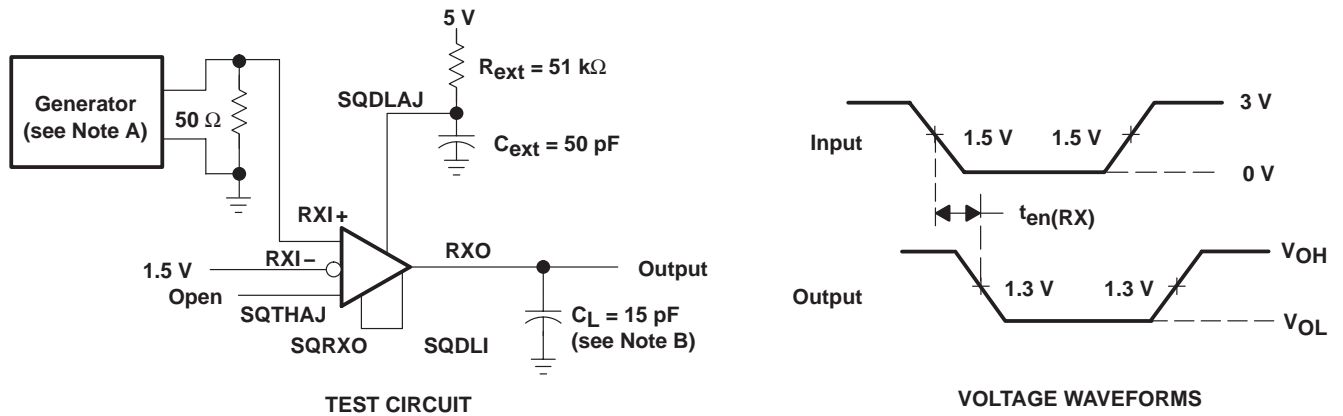 5 V
Rext = 51 kΩ
SQDLAJ
Cext = 50 pF
Generator
(see Note A)
50 Ω
RXI+
RXI–
1.5 V
Open
SQTHAJ
SQRXO
SQDLI
RXO
Output
CL = 15 pF
(see Note B)
TEST CIRCUIT
Input
1.5 V
1.5 V
3 V
0 V
ten(RX)
Output
1.3 V
1.3 V
VOH
VOL
VOLTAGE WAVEFORMS